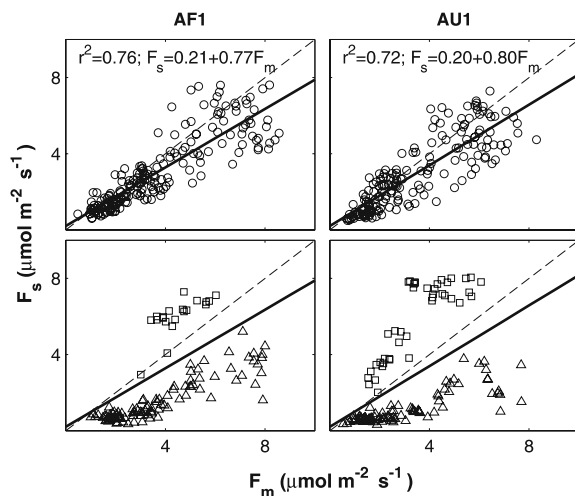 AF1 AU1
r²=0.76; Fₛ=0.21+0.77Fₘ r²=0.72; Fₛ=0.20+0.80Fₘ
8
4
Fₛ (μmol m⁻² s⁻¹)
8
4
4 8 4 8
Fₘ (μmol m⁻² s⁻¹)